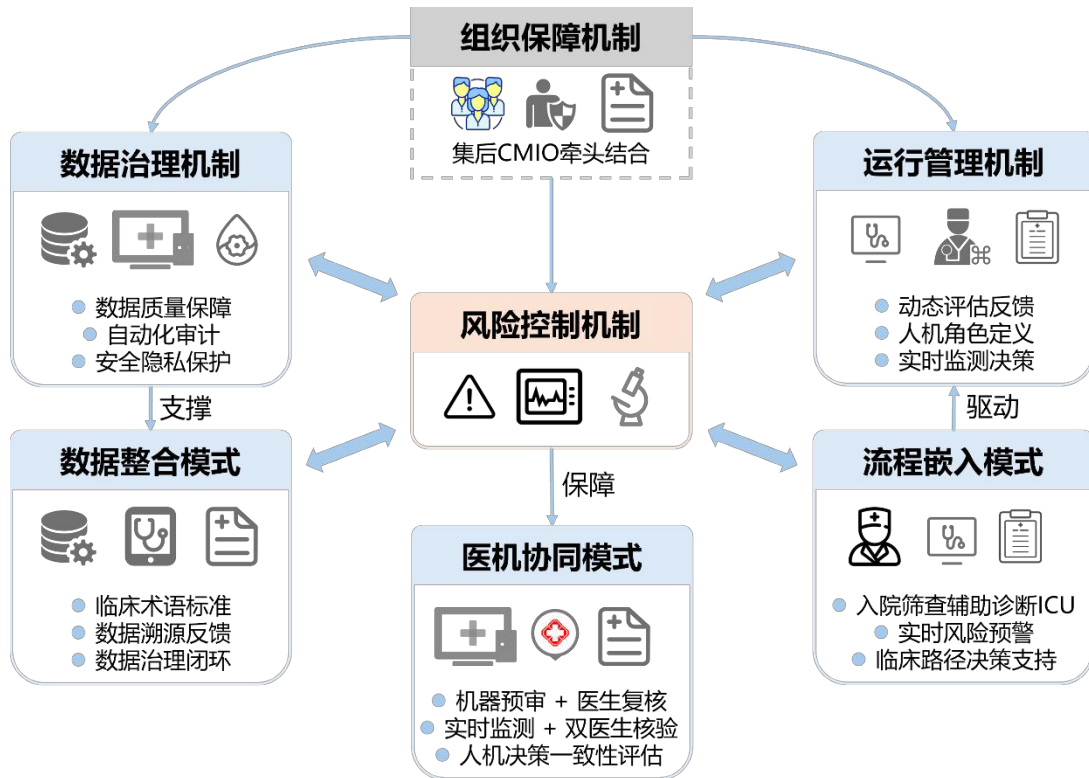 组织保障机制
集后CMIO牵头结合
数据治理机制
数据质量保障
自动化审计
安全隐私保护
运行管理机制
动态评估反馈
人机角色定义
实时监测决策
风险控制机制
支撑
驱动
数据整合模式
临床术语标准
数据溯源反馈
数据治理闭环
保障
医机协同模式
机器预审 + 医生复核
实时监测 + 双医生核验
人机决策一致性评估
流程嵌入模式
入院筛查辅助诊断ICU
实时风险预警
临床路径决策支持